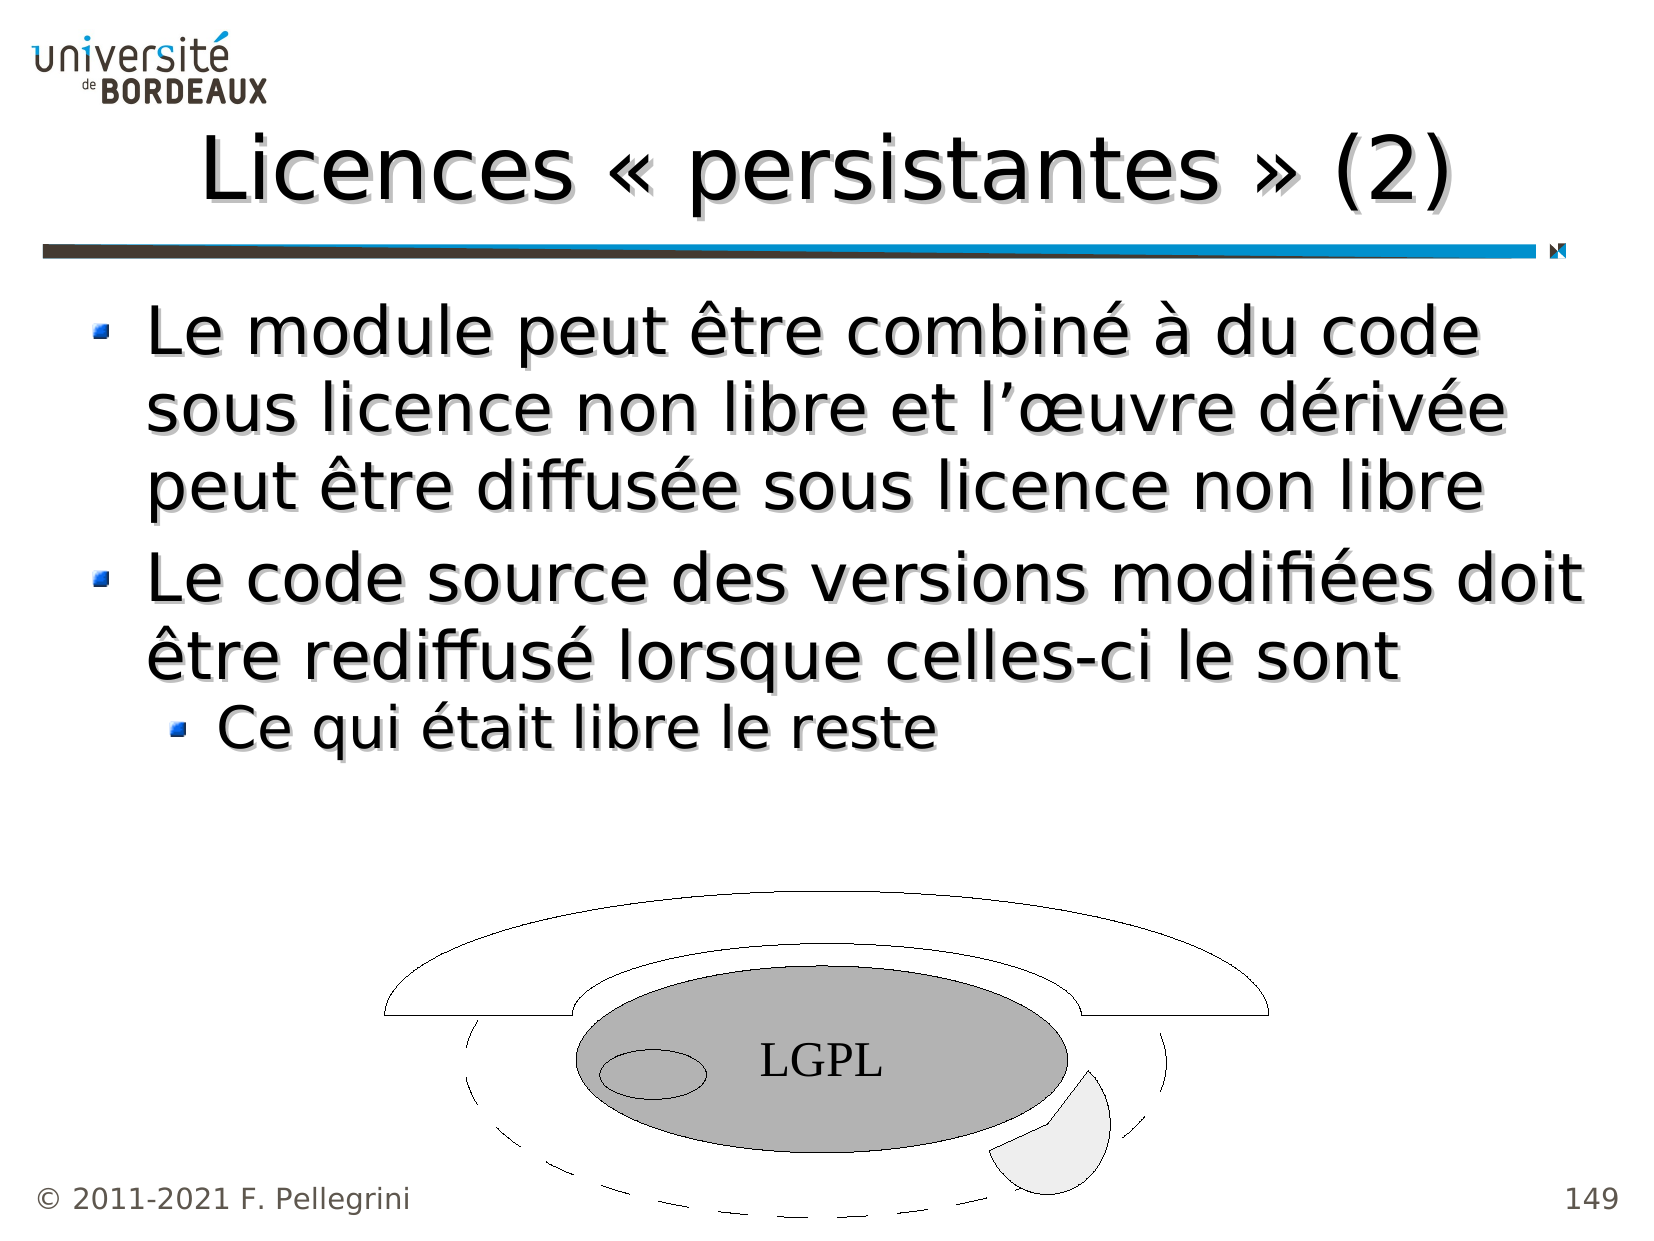 université
de BORDEAUX
Licences « persistantes » (2)
Le module peut être combiné à du code
sous licence non libre et l’œuvre dérivée
peut être diffusée sous licence non libre
Le code source des versions modifiées doit
être rediffusé lorsque celles-ci le sont
Ce qui était libre le reste
LGPL
© 2011-2021 F. Pellegrini
149